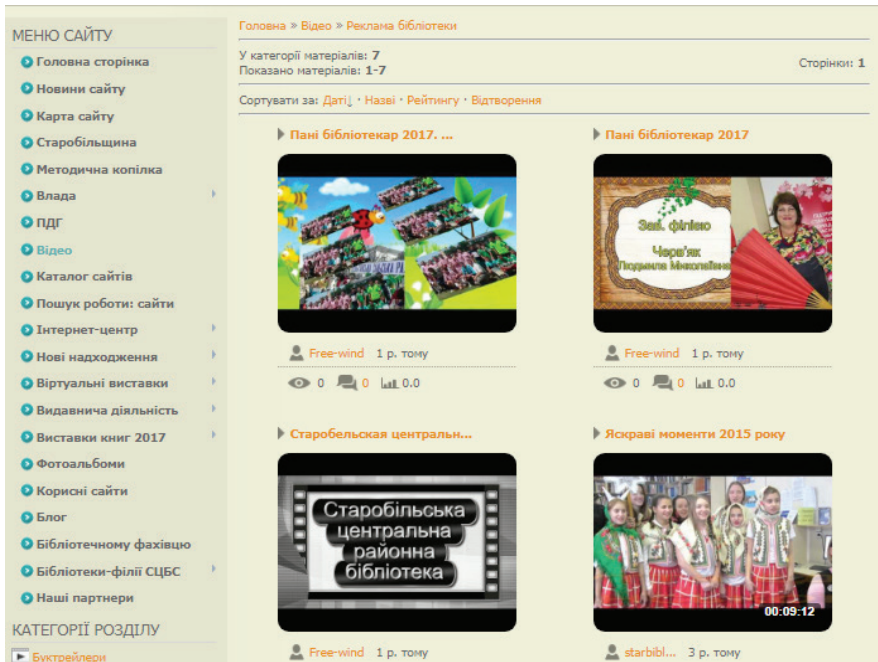 МЕНЮ САЙТУ
Головна сторінка
Новини сайту
Карта сайту
Старобільщина
Методична копілка
Влада
ПДГ
Відео
Каталог сайтів
Пошук роботи: сайти
Інтернет-центр
Нові надходження
Віртуальні виставки
Видавнича діяльність
Виставки книг 2017
Фотоальбоми
Корисні сайти
Блог
Бібліотечному фахівцю
Бібліотеки-філії СЦБС
Наші партнери
КАТЕГОРІЇ РОЗДІЛУ
Буктрейлери
Головна » Відео » Реклама бібліотеки
У категорії матеріалів: 7
Показано матеріалів: 1-7
Сторінки: 1
Сортувати за: Даті↓ · Назві · Рейтингу · Відтворення
Пані бібліотекар 2017. ...
Free-wind 1 р. тому
0 0 0.0
Пані бібліотекар 2017
Зав. філією
Черв'як
Людмила Миколаївна
Free-wind 1 р. тому
0 0 0.0
Старобельская центральн...
Старобільська
центральна
районна
бібліотека
Free-wind 1 р. тому
Яскраві моменти 2015 року
00:09:12
starbibl... 3 р. тому